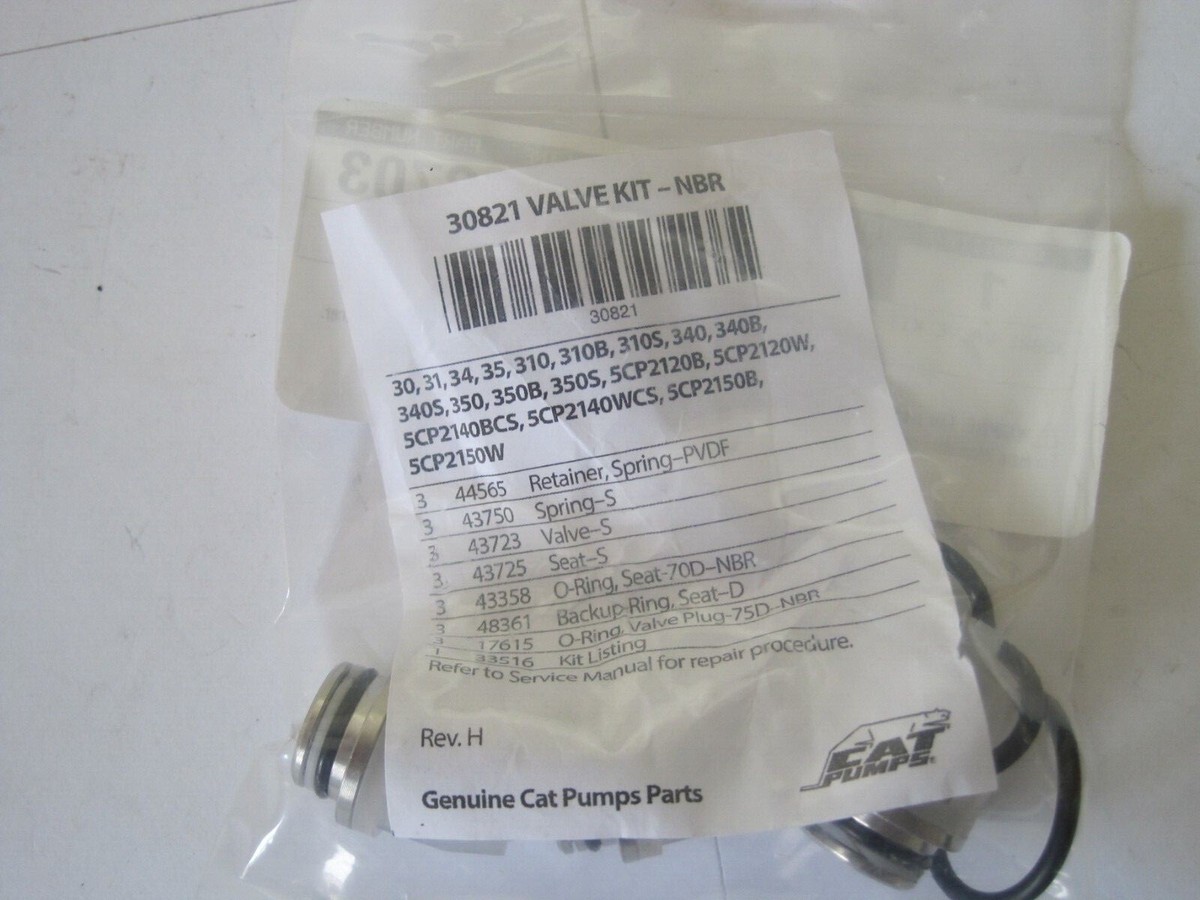 30821 VALVE KIT – NBR
30821
30, 31, 34, 35, 310, 310B, 310S, 340, 340B,
340S, 350, 350B, 350S, 5CP2120B, 5CP2120W,
5CP2140BCS, 5CP2140WCS, 5CP2150B,
5CP2150W
3 44565 Retainer, Spring–PVDF
3 43750 Spring–S
3 43723 Valve–S
3 43725 Seat–S
3 43358 O-Ring, Seat-70D–NBR
3 48361 Backup-Ring, Seat–D
3 17615 O-Ring, Valve Plug-75D–NBR
1 33516 Kit Listing
Refer to Service Manual for repair procedure.
Rev. H
CAT
PUMPS
Genuine Cat Pumps Parts